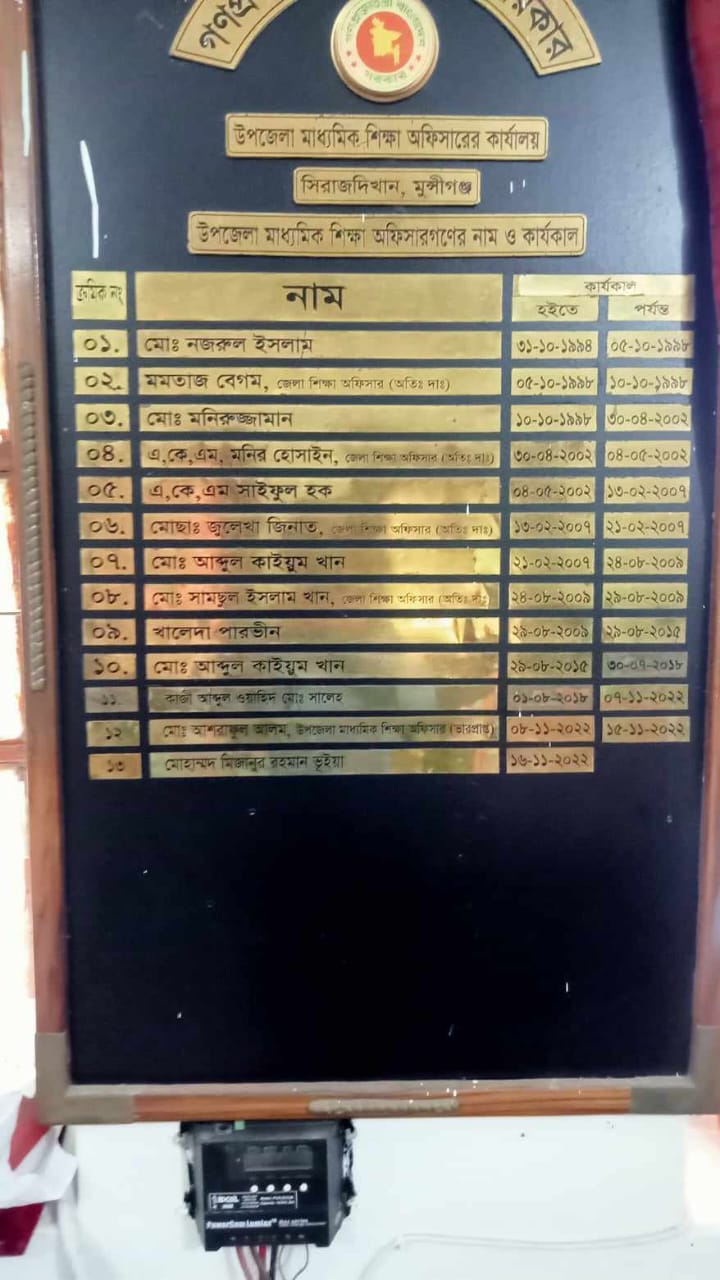 গণপ্র
রকার
গণপ্রজাতন্ত্রী বাংলাদেশ
সরকার
উপজেলা মাধ্যমিক শিক্ষা অফিসারের কার্যালয়
সিরাজদিখান, মুন্সীগঞ্জ
উপজেলা মাধ্যমিক শিক্ষা অফিসারগণের নাম ও কার্যকাল
ক্রমিক নং নাম কার্যকাল
হইতে পর্যন্ত
০১. মোঃ নজরুল ইসলাম ৩১-১০-১৯৯৪ ০৫-১০-১৯৯৮
০২. মমতাজ বেগম, জেলা শিক্ষা অফিসার (অতিঃ দাঃ) ০৫-১০-১৯৯৮ ১০-১০-১৯৯৮
০৩. মোঃ মনিরুজ্জামান ১০-১০-১৯৯৮ ৩০-০৪-২০০২
০৪. এ,কে,এম, মনির হোসাইন, জেলা শিক্ষা অফিসার (অতিঃ দাঃ) ৩০-০৪-২০০২ ০৪-০৫-২০০২
০৫. এ,কে,এম সাইফুল হক ০৪-০৫-২০০২ ১৩-০২-২০০৭
০৬. মোছাঃ জুলেখা জিনাত, জেলা শিক্ষা অফিসার (অতিঃ দাঃ) ১৩-০২-২০০৭ ২১-০২-২০০৭
০৭. মোঃ আব্দুল কাইয়ুম খান ২১-০২-২০০৭ ২৪-০৮-২০০৯
০৮. মোঃ সামছুল ইসলাম খান, জেলা শিক্ষা অফিসার (অতিঃ দাঃ) ২৪-০৮-২০০৯ ২৯-০৮-২০০৯
০৯. খালেদা পারভীন ২৯-০৮-২০০৯ ২৯-০৮-২০১৫
১০. মোঃ আব্দুল কাইয়ুম খান ২৯-০৮-২০১৫ ৩০-০৭-২০১৮
১১. কাজী আব্দুল ওয়াহিদ মোঃ সালেহ ০১-০৮-২০১৮ ০৭-১১-২০২২
১২ মোঃ আশরাফুল আলম, উপজেলা মাধ্যমিক শিক্ষা অফিসার (ভারপ্রাপ্ত) ০৮-১১-২০২২ ১৫-১১-২০২২
১৩ মোহাম্মদ মিজানুর রহমান ভূইয়া ১৬-১১-২০২২
PowerCom Lumiax